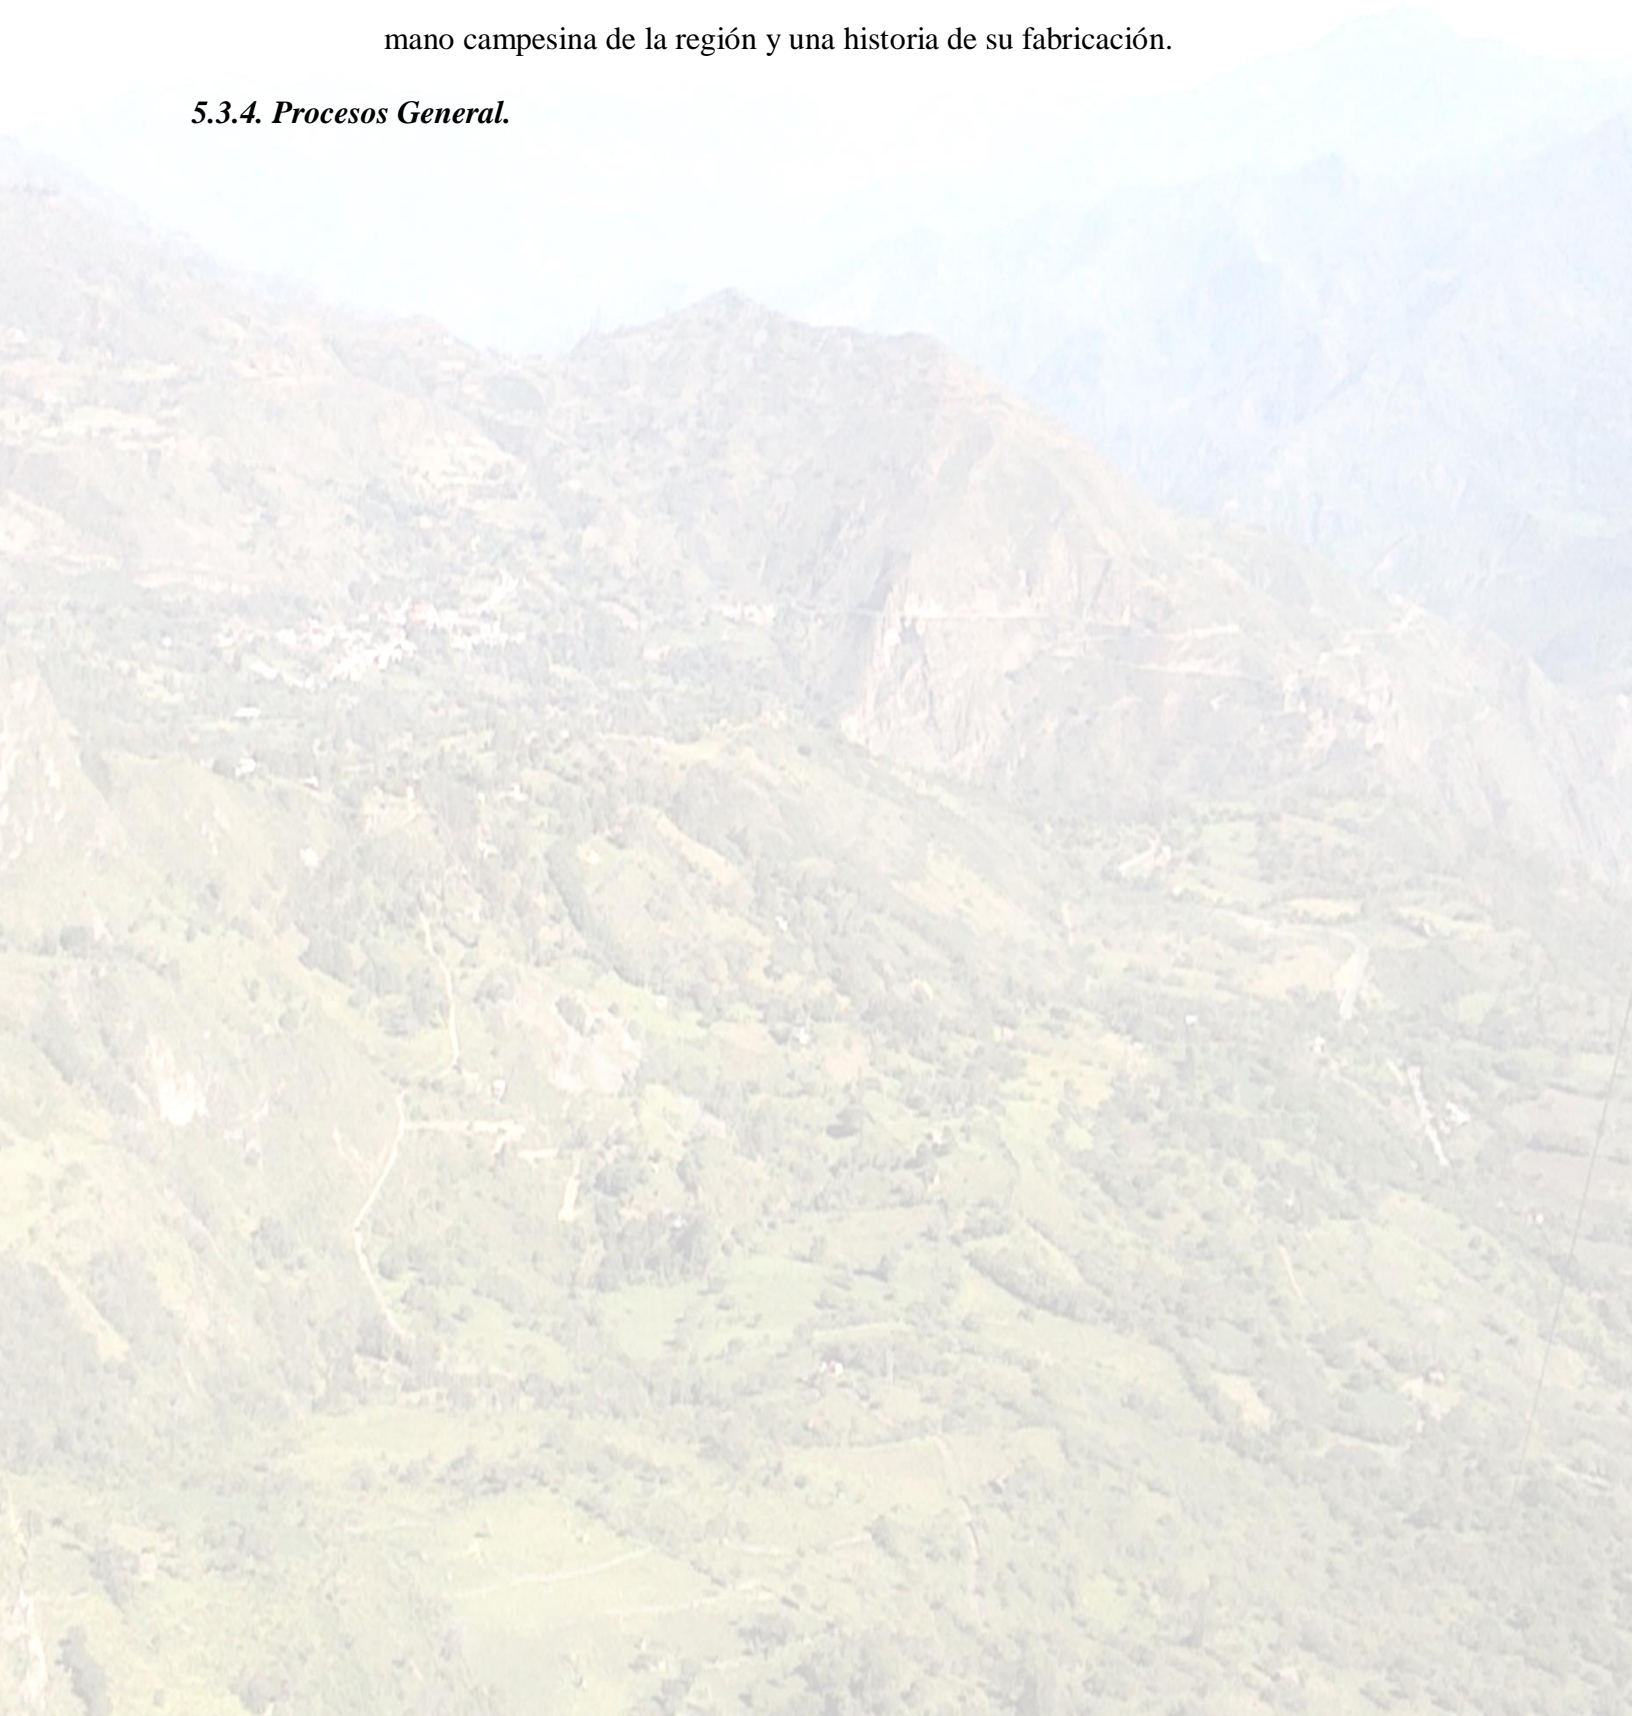 mano campesina de la región y una historia de su fabricación.
5.3.4. Procesos General.